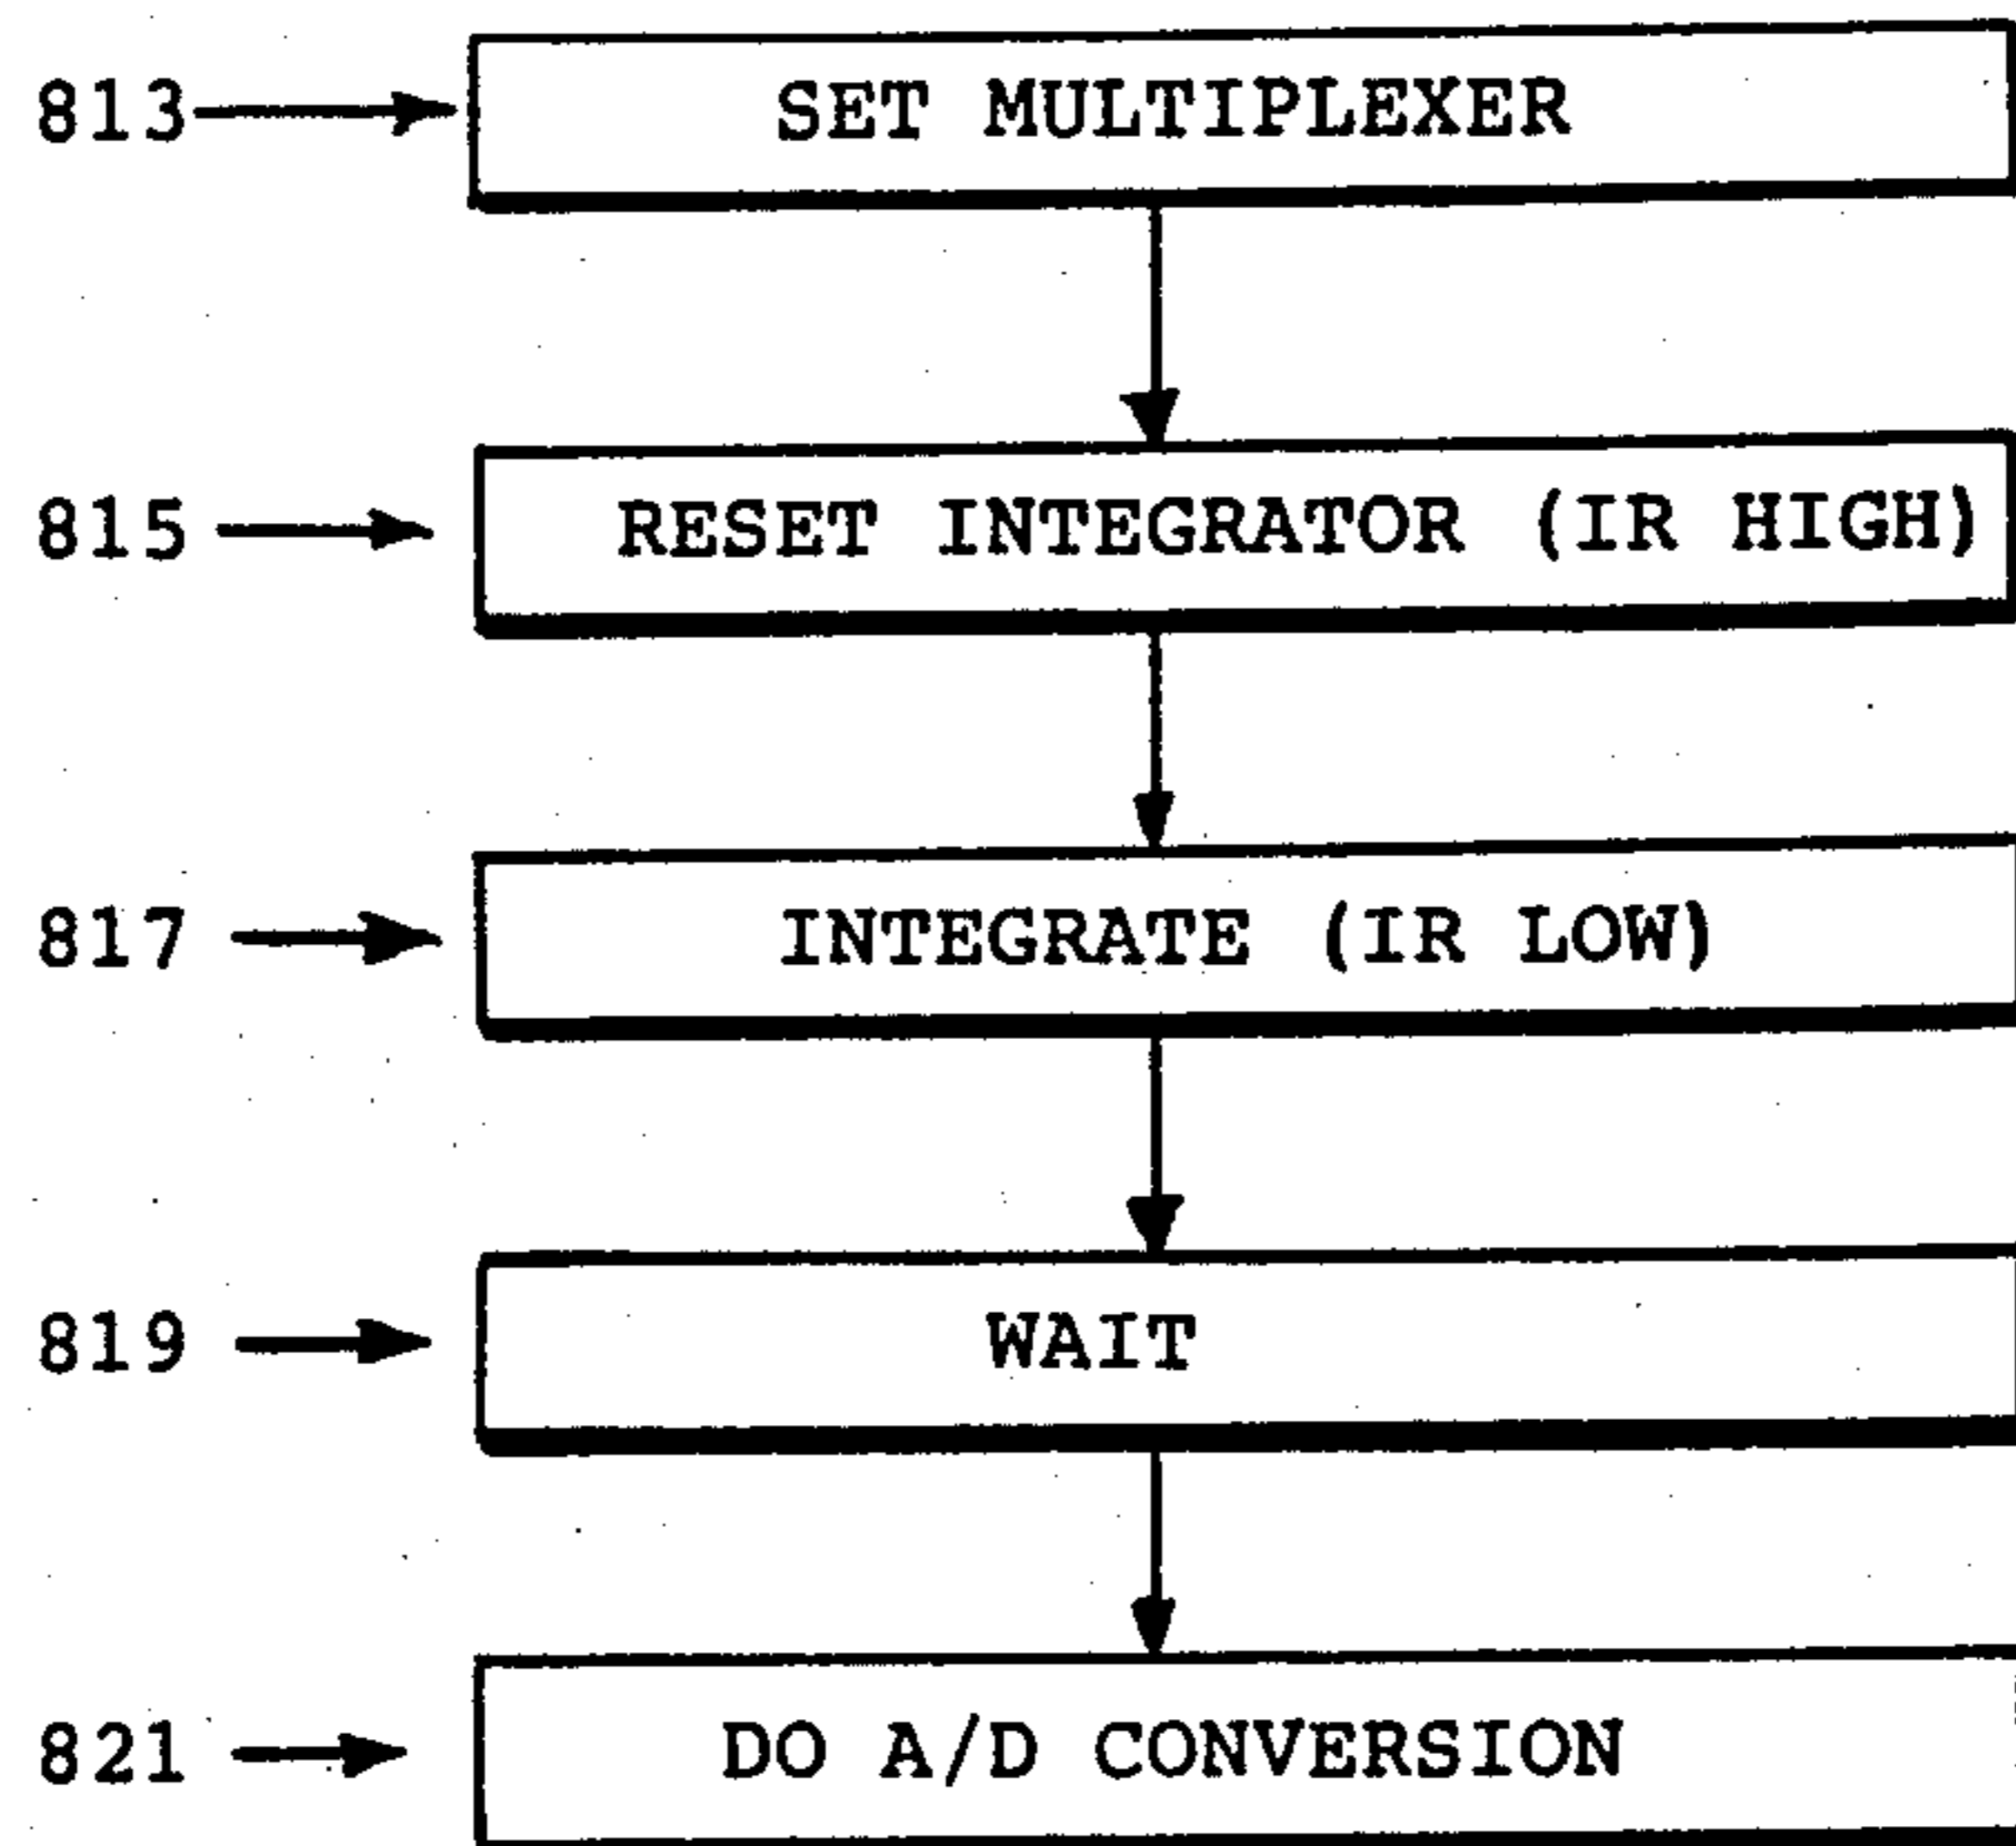 813 SET MULTIPLEXER
815 RESET INTEGRATOR (IR HIGH)
817 INTEGRATE (IR LOW)
819 WAIT
821 DO A/D CONVERSION